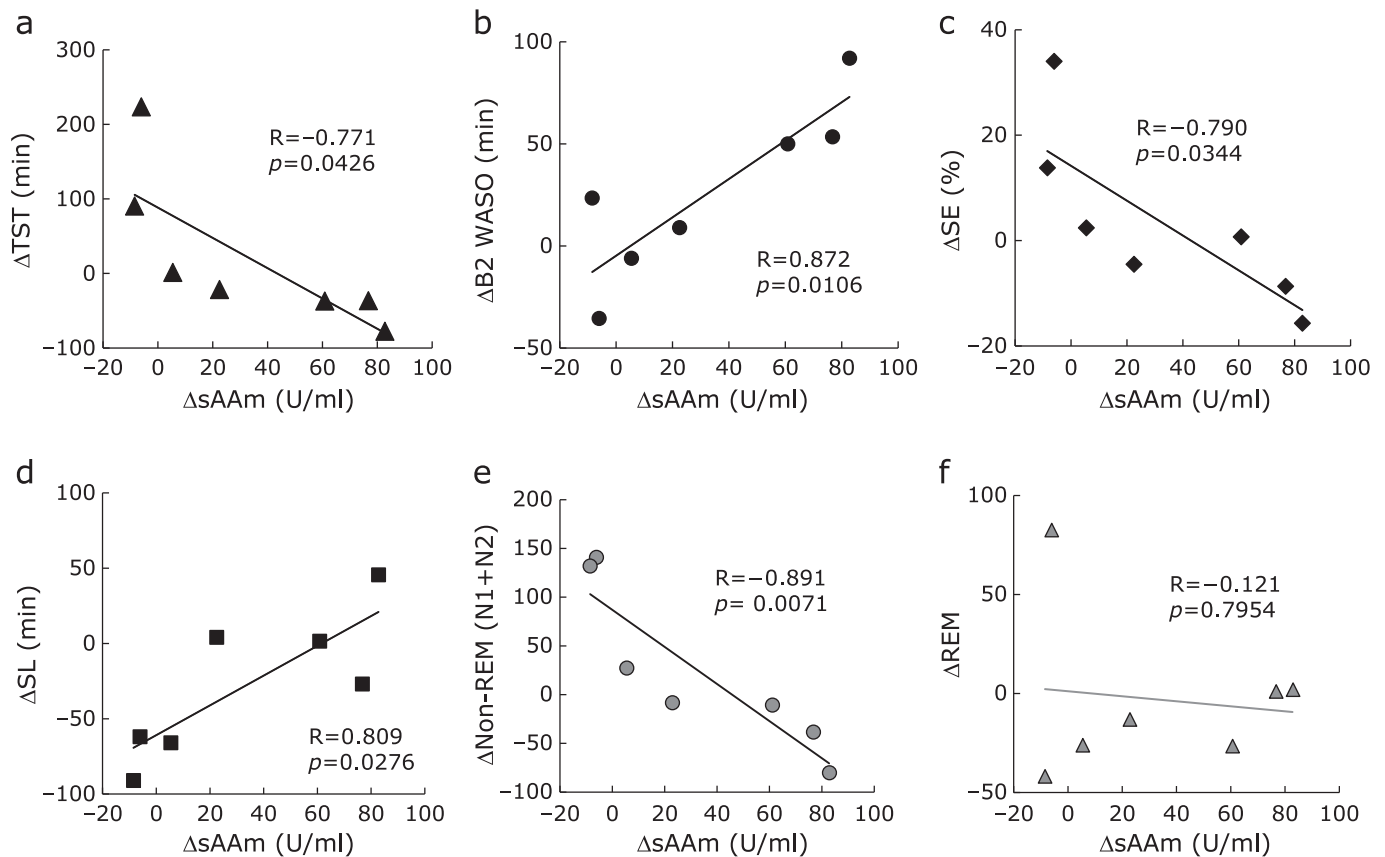 a
ΔTST (min)
300
200
100
0
−100
R=−0.771
p=0.0426
−20 0 20 40 60 80 100
ΔsAAm (U/ml)
b
ΔB2 WASO (min)
100
50
0
−50
R=0.872
p=0.0106
−20 0 20 40 60 80 100
ΔsAAm (U/ml)
c
ΔSE (%)
40
20
0
−20
R=−0.790
p=0.0344
−20 0 20 40 60 80 100
ΔsAAm (U/ml)
d
ΔSL (min)
100
50
0
−50
−100
R=0.809
p=0.0276
−20 0 20 40 60 80 100
ΔsAAm (U/ml)
e
ΔNon-REM (N1+N2)
200
150
100
50
0
−50
−100
R=−0.891
p= 0.0071
−20 0 20 40 60 80 100
ΔsAAm (U/ml)
f
ΔREM
100
50
0
−50
R=−0.121
p=0.7954
−20 0 20 40 60 80 100
ΔsAAm (U/ml)